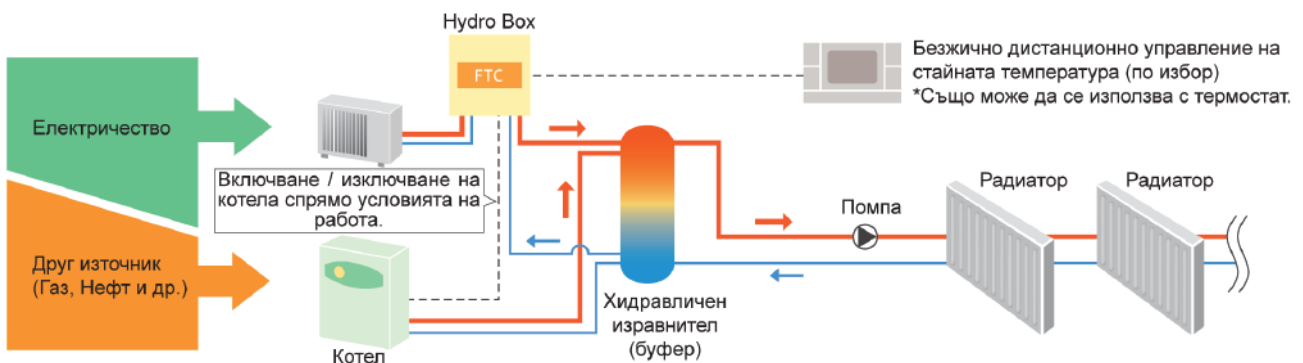 Hydro Box
FTC
Безжично дистанционно управление на
стайната температура (по избор)
*Също може да се използва с термостат.
Електричество
Включване / изключване на
котела спрямо условията на
работа.
Радиатор
Радиатор
Помпа
Друг източник
(Газ, Нефт и др.)
Котел
Хидравличен
изравнител
(буфер)